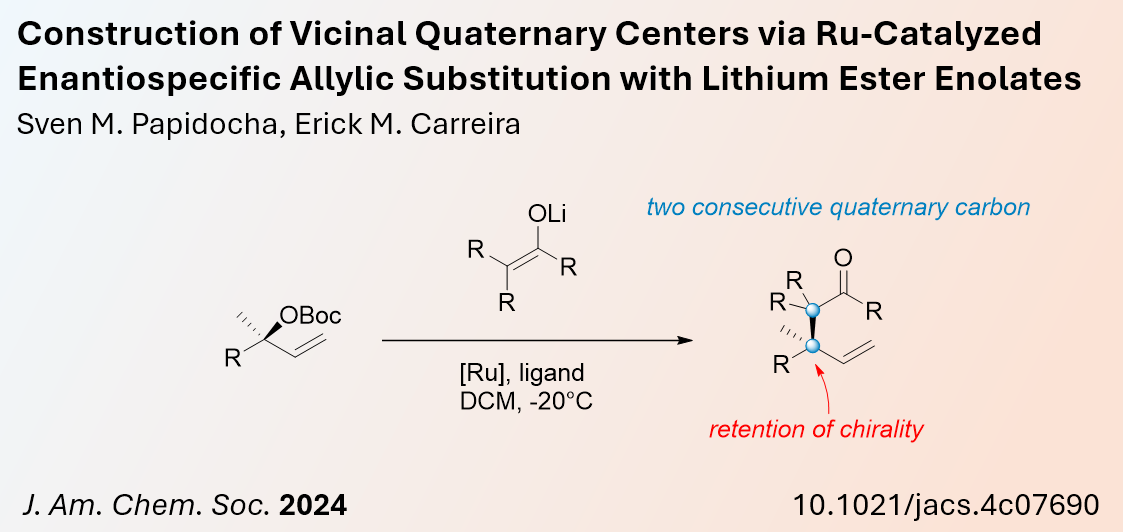 Construction of Vicinal Quaternary Centers via Ru-Catalyzed
Enantiospecific Allylic Substitution with Lithium Ester Enolates
Sven M. Papidocha, Erick M. Carreira
two consecutive quaternary carbon
OLi
R
R
R
OBoc
R
[Ru], ligand
DCM, -20°C
O
R
R
R
R
retention of chirality
J. Am. Chem. Soc. 2024
10.1021/jacs.4c07690